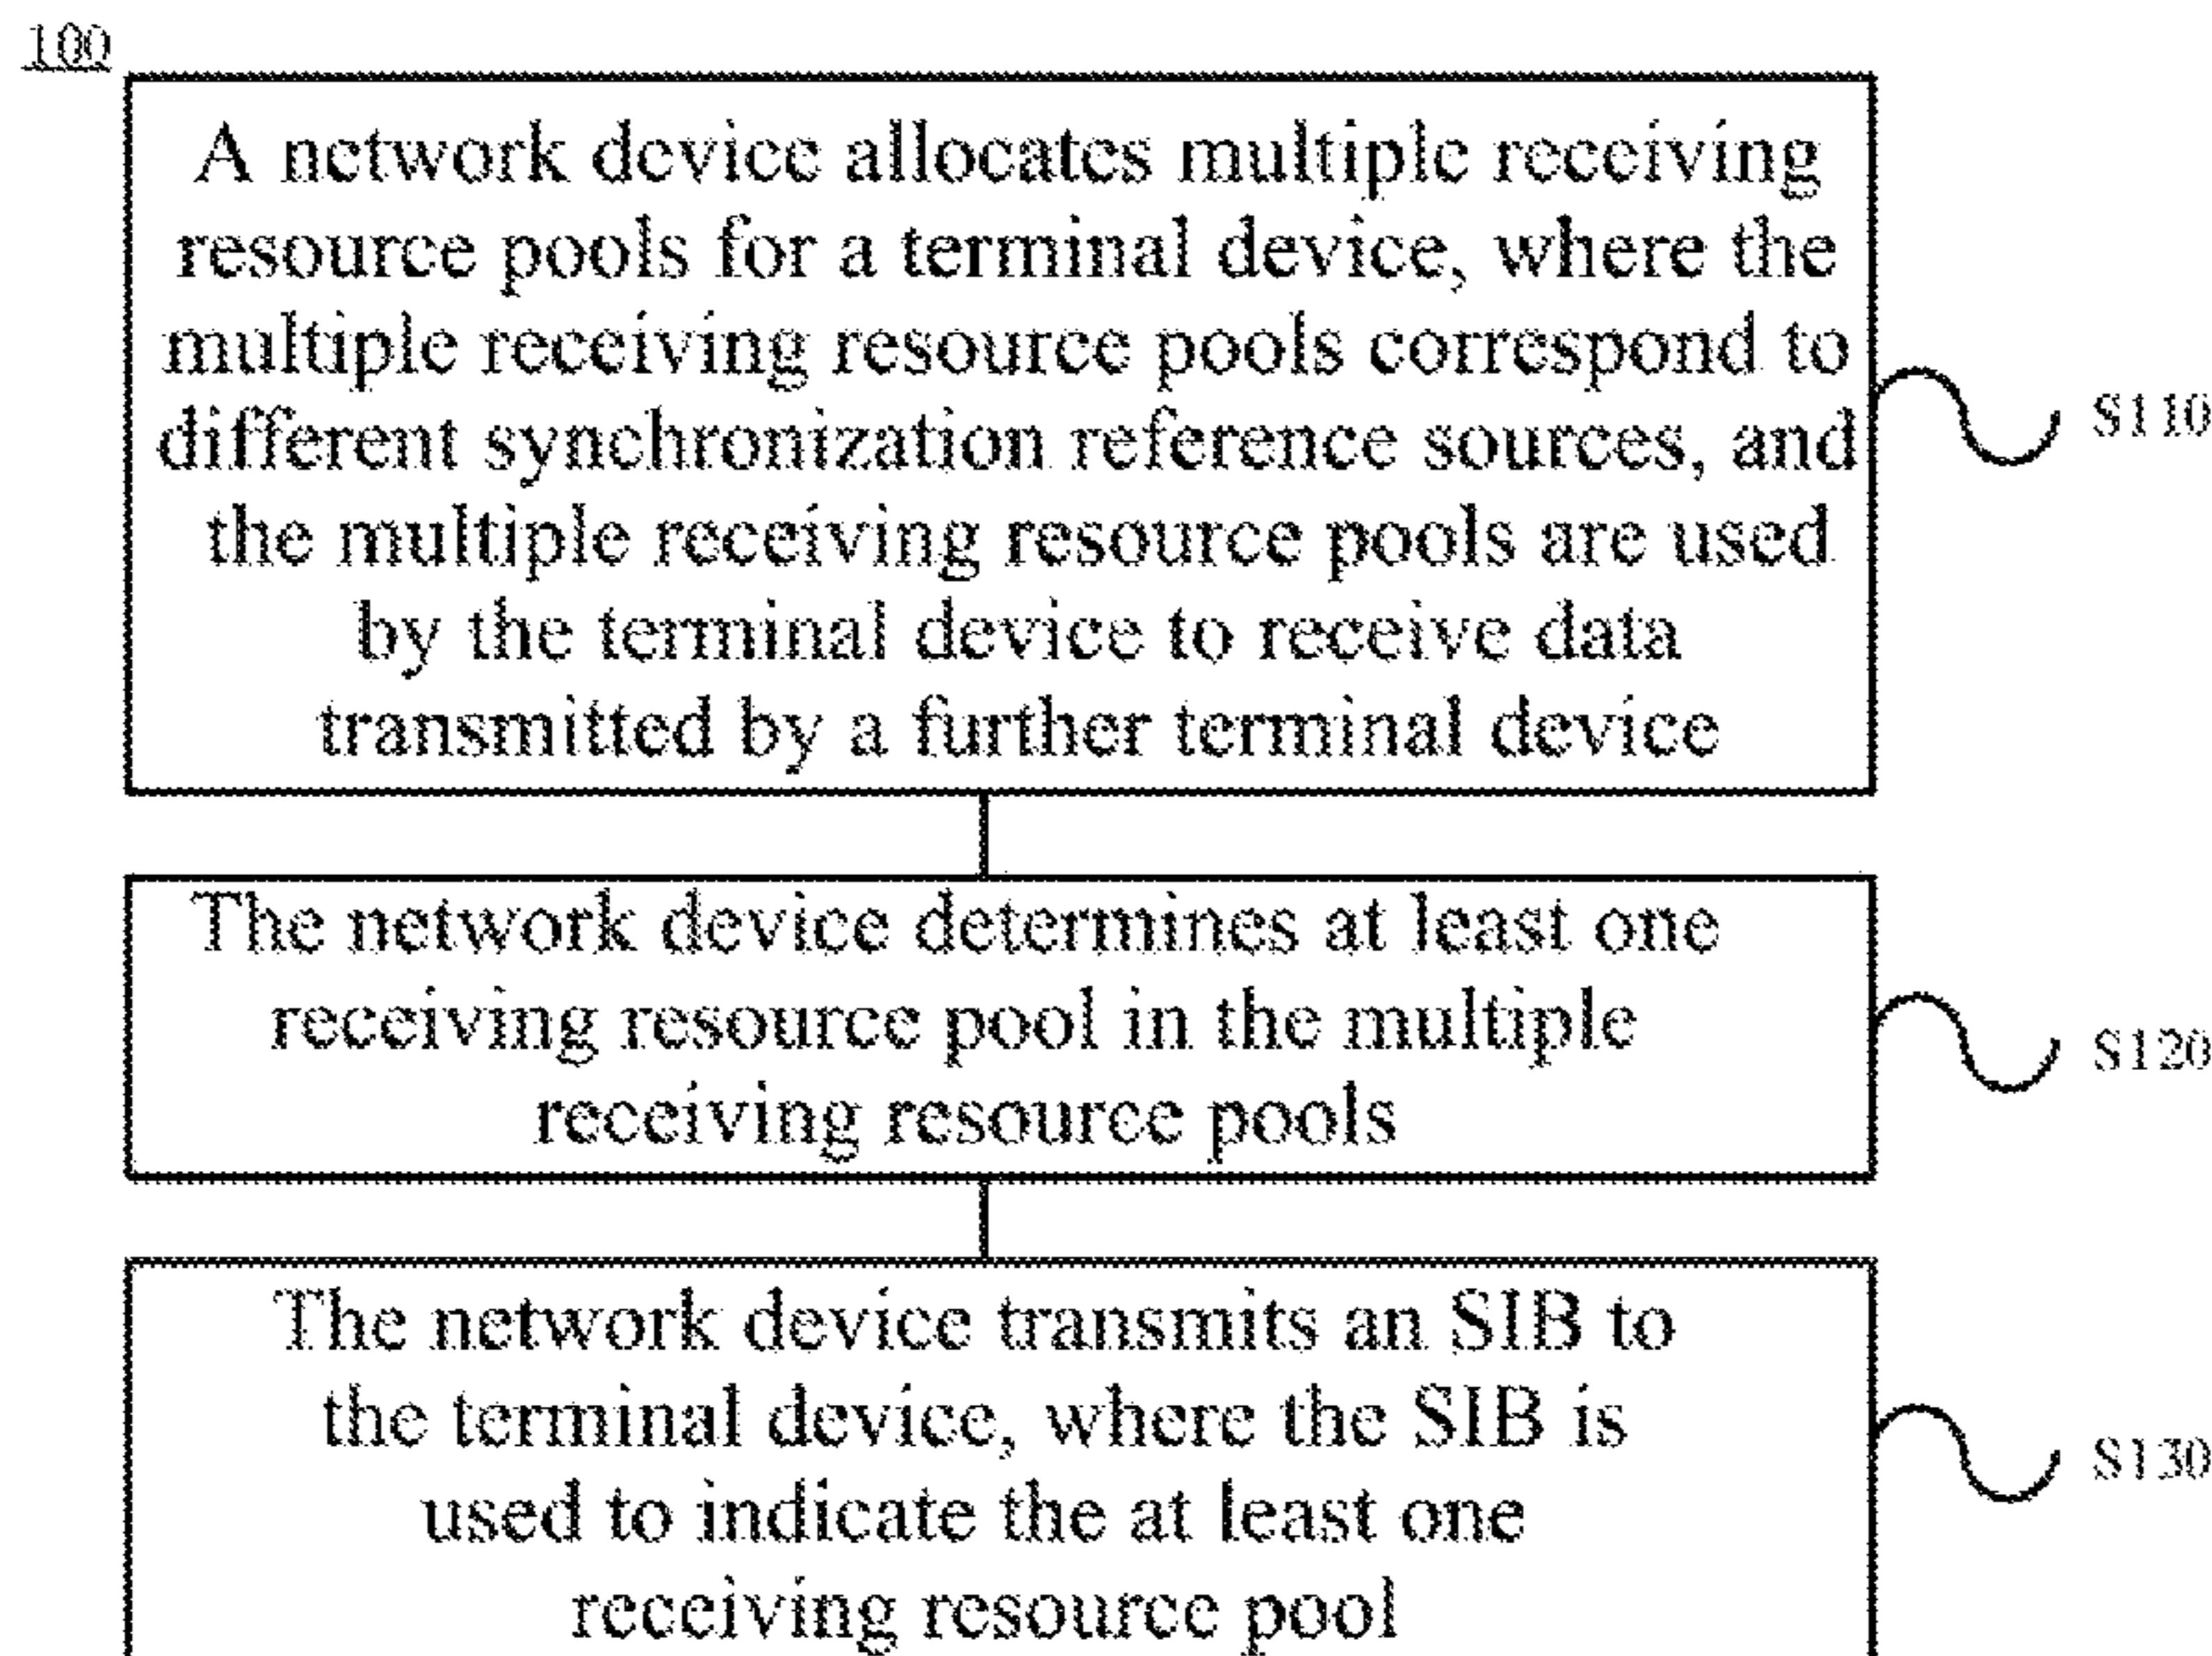 100
A network device allocates multiple receiving
resource pools for a terminal device, where the
multiple receiving resource pools correspond to
different synchronization reference sources, and
the multiple receiving resource pools are used
by the terminal device to receive data
transmitted by a further terminal device
S110
The network device determines at least one
receiving resource pool in the multiple
receiving resource pools
S120
The network device transmits an SIB to
the terminal device, where the SIB is
used to indicate the at least one
receiving resource pool
S130